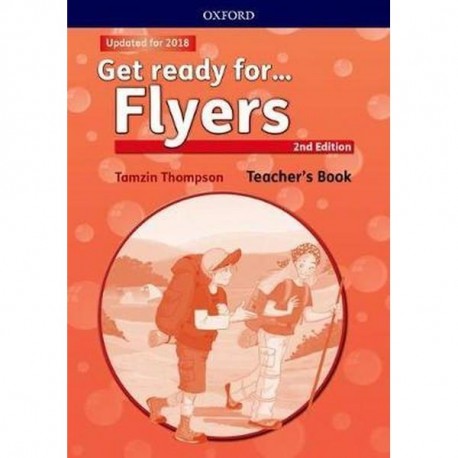 OXFORD
Updated for 2018
Get ready for...
Flyers
2nd Edition
Tamzin Thompson Teacher's Book